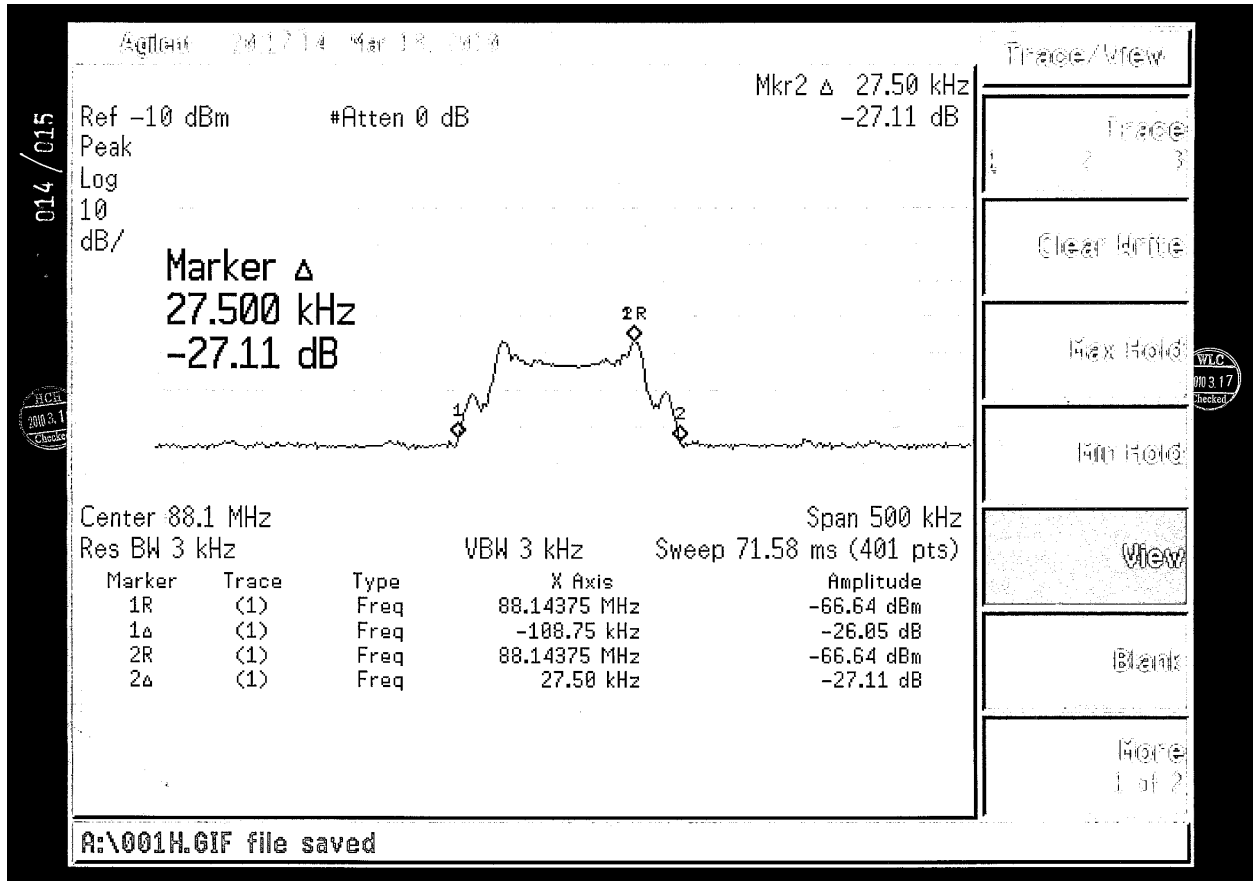 Agilent
Trace/View
Mkr2 Δ 27.50 kHz
Ref -10 dBm #Atten 0 dB -27.11 dB
Peak
Log
10
dB/
Marker Δ
27.500 kHz
-27.11 dB
1
2
Center 88.1 MHz Span 500 kHz
Res BW 3 kHz VBW 3 kHz Sweep 71.58 ms (401 pts)
Marker Trace Type X Axis Amplitude
1R (1) Freq 88.14375 MHz -66.64 dBm
1Δ (1) Freq -108.75 kHz -26.05 dB
2R (1) Freq 88.14375 MHz -66.64 dBm
2Δ (1) Freq 27.50 kHz -27.11 dB
A:\001H.GIF file saved
Trace
1 2 3
Clear Write
Max Hold
Min Hold
View
Blank
More
1 of 2
014/015
HCH
Checked
WLC
Checked